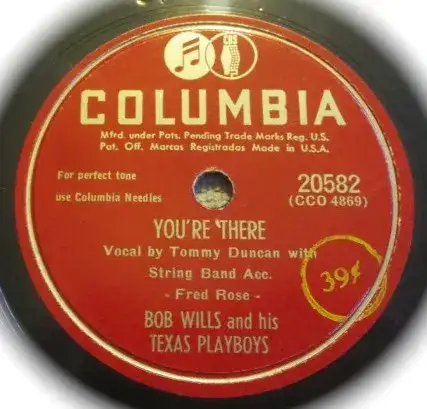 COLUMBIA
Mfrd. under Pats. Pending Trade Marks Reg. U.S.
Pat. Off. Marcas Registradas Made in U.S.A.
For perfect tone
use Columbia Needles
20582
(CCO 4869)
YOU'RE THERE
Vocal by Tommy Duncan with
String Band Acc.
- Fred Rose -
39¢
BOB WILLS and his
TEXAS PLAYBOYS